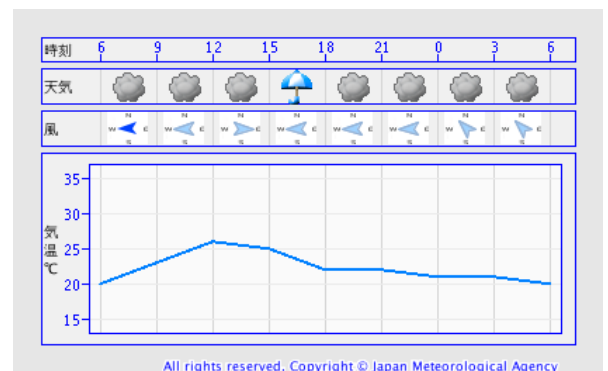 時刻 6 9 12 15 18 21 0 3 6
天気
風 N W E S N W E S N W E S N W E S N W E S N W E S N W E S N W E S
35
30
25
20
15
気温℃
All rights reserved. Copyright © Japan Meteorological Agency